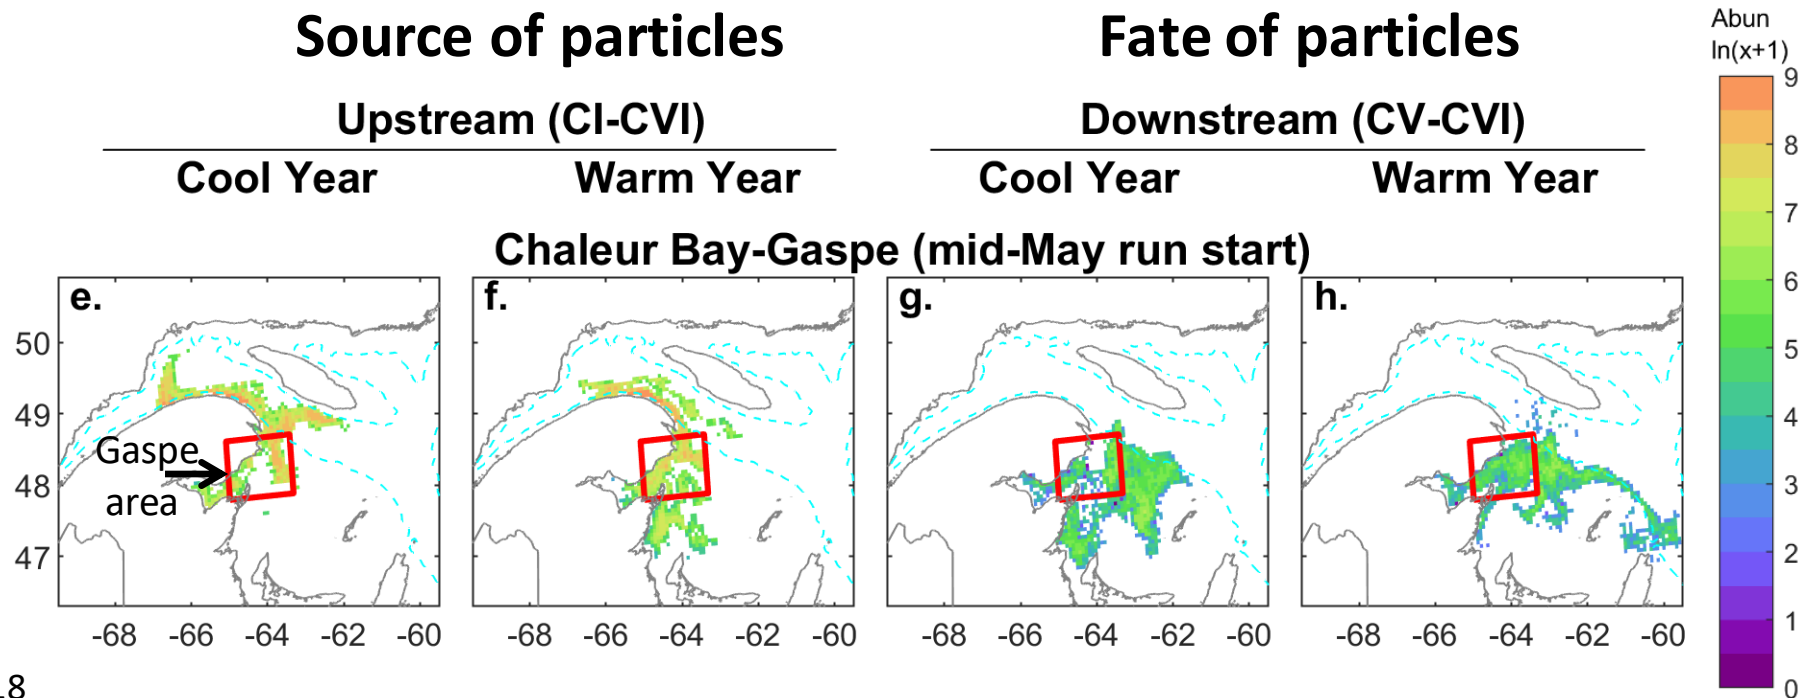 Source of particles
Fate of particles
Abun
ln(x+1)
Upstream (CI-CVI)
Downstream (CV-CVI)
Cool Year
Warm Year
Cool Year
Warm Year
Chaleur Bay-Gaspe (mid-May run start)
e.
f.
g.
h.
50
49
48
47
Gaspe
area
-68 -66 -64 -62 -60
-68 -66 -64 -62 -60
-68 -66 -64 -62 -60
-68 -66 -64 -62 -60
9
8
7
6
5
4
3
2
1
0
.8